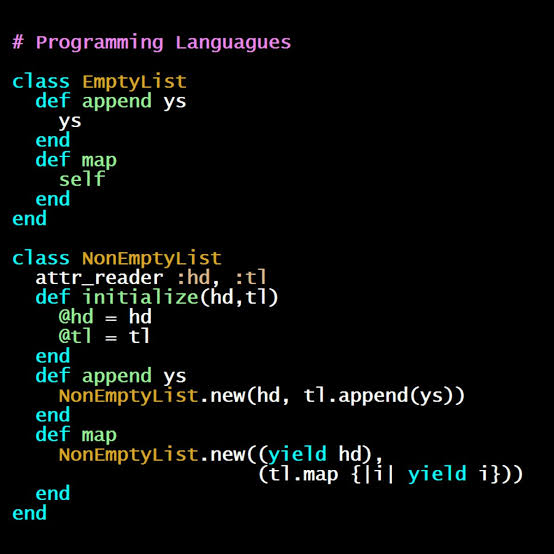 # Programming Languagues
class EmptyList
  def append ys
    ys
  end
  def map
    self
  end
end
class NonEmptyList
  attr_reader :hd, :tl
  def initialize(hd,tl)
    @hd = hd
    @tl = tl
  end
  def append ys
    NonEmptyList.new(hd, tl.append(ys))
  end
  def map
    NonEmptyList.new((yield hd),
                     (tl.map {|i| yield i}))
  end
end